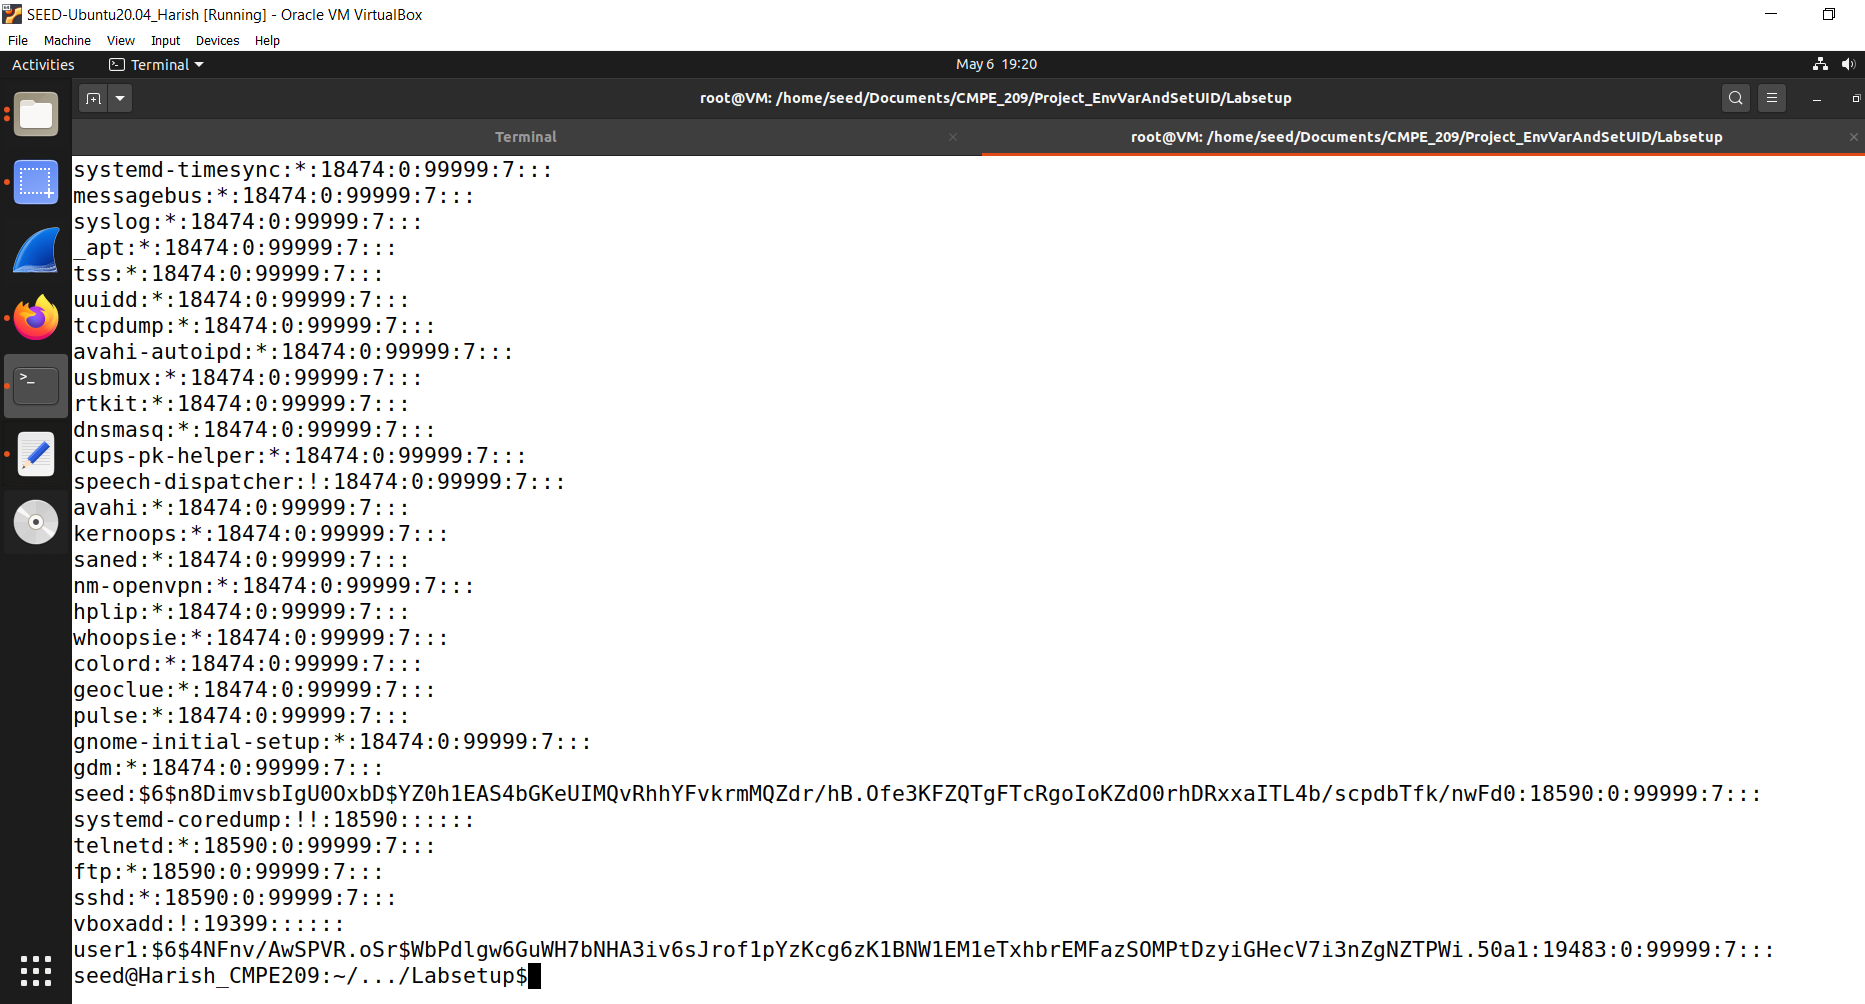 SEED-Ubuntu20.04_Harish [Running] - Oracle VM VirtualBox
File Machine View Input Devices Help
Activities Terminal May 6 19:20
root@VM: /home/seed/Documents/CMPE_209/Project_EnvVarAndSetUID/Labsetup
Terminal × root@VM: /home/seed/Documents/CMPE_209/Project_EnvVarAndSetUID/Labsetup ×
systemd-timesync:*:18474:0:99999:7:::
messagebus:*:18474:0:99999:7:::
syslog:*:18474:0:99999:7:::
_apt:*:18474:0:99999:7:::
tss:*:18474:0:99999:7:::
uuidd:*:18474:0:99999:7:::
tcpdump:*:18474:0:99999:7:::
avahi-autoipd:*:18474:0:99999:7:::
usbmux:*:18474:0:99999:7:::
rtkit:*:18474:0:99999:7:::
dnsmasq:*:18474:0:99999:7:::
cups-pk-helper:*:18474:0:99999:7:::
speech-dispatcher:!:18474:0:99999:7:::
avahi:*:18474:0:99999:7:::
kernoops:*:18474:0:99999:7:::
saned:*:18474:0:99999:7:::
nm-openvpn:*:18474:0:99999:7:::
hplip:*:18474:0:99999:7:::
whoopsie:*:18474:0:99999:7:::
colord:*:18474:0:99999:7:::
geoclue:*:18474:0:99999:7:::
pulse:*:18474:0:99999:7:::
gnome-initial-setup:*:18474:0:99999:7:::
gdm:*:18474:0:99999:7:::
seed:$6$n8DimvsbIgU0OxbD$YZ0h1EAS4bGKeUIMQvRhhYFvkrmMQZdr/hB.Ofe3KFZQTgFTcRgoIoKZdO0rhDRxxaITL4b/scpdbTfk/nwFd0:18590:0:99999:7:::
systemd-coredump:!!:18590::::::
telnetd:*:18590:0:99999:7:::
ftp:*:18590:0:99999:7:::
sshd:*:18590:0:99999:7:::
vboxadd:!:19399::::::
user1:$6$4NFnv/AwSPVR.oSr$WbPdlgw6GuWH7bNHA3iv6sJrof1pYzKcg6zK1BNW1EM1eTxhbrEMFazSOMPtDzyiGHecV7i3nZgNZTPWi.50a1:19483:0:99999:7:::
seed@Harish_CMPE209:~/.../Labsetup$